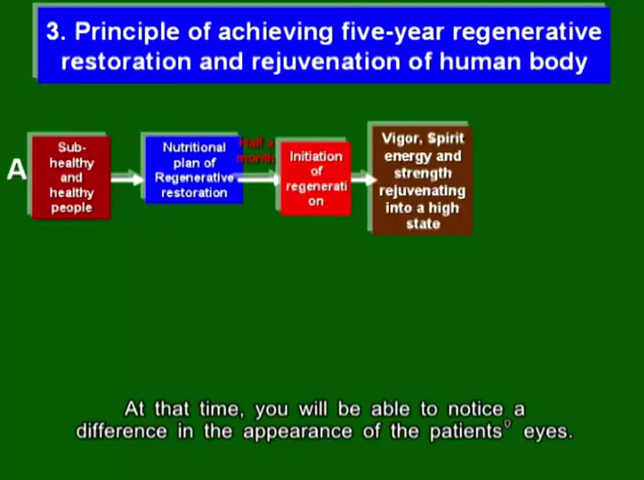 3. Principle of achieving five-year regenerative
restoration and rejuvenation of human body
A
Sub-
healthy
and
healthy
people
Nutritional
plan of
Regenerative
restoration
Half a
month
Initiation
of
regenerati
on
Vigor, Spirit
energy and
strength
rejuvenating
into a high
state
At that time, you will be able to notice a
difference in the appearance of the patients° eyes.